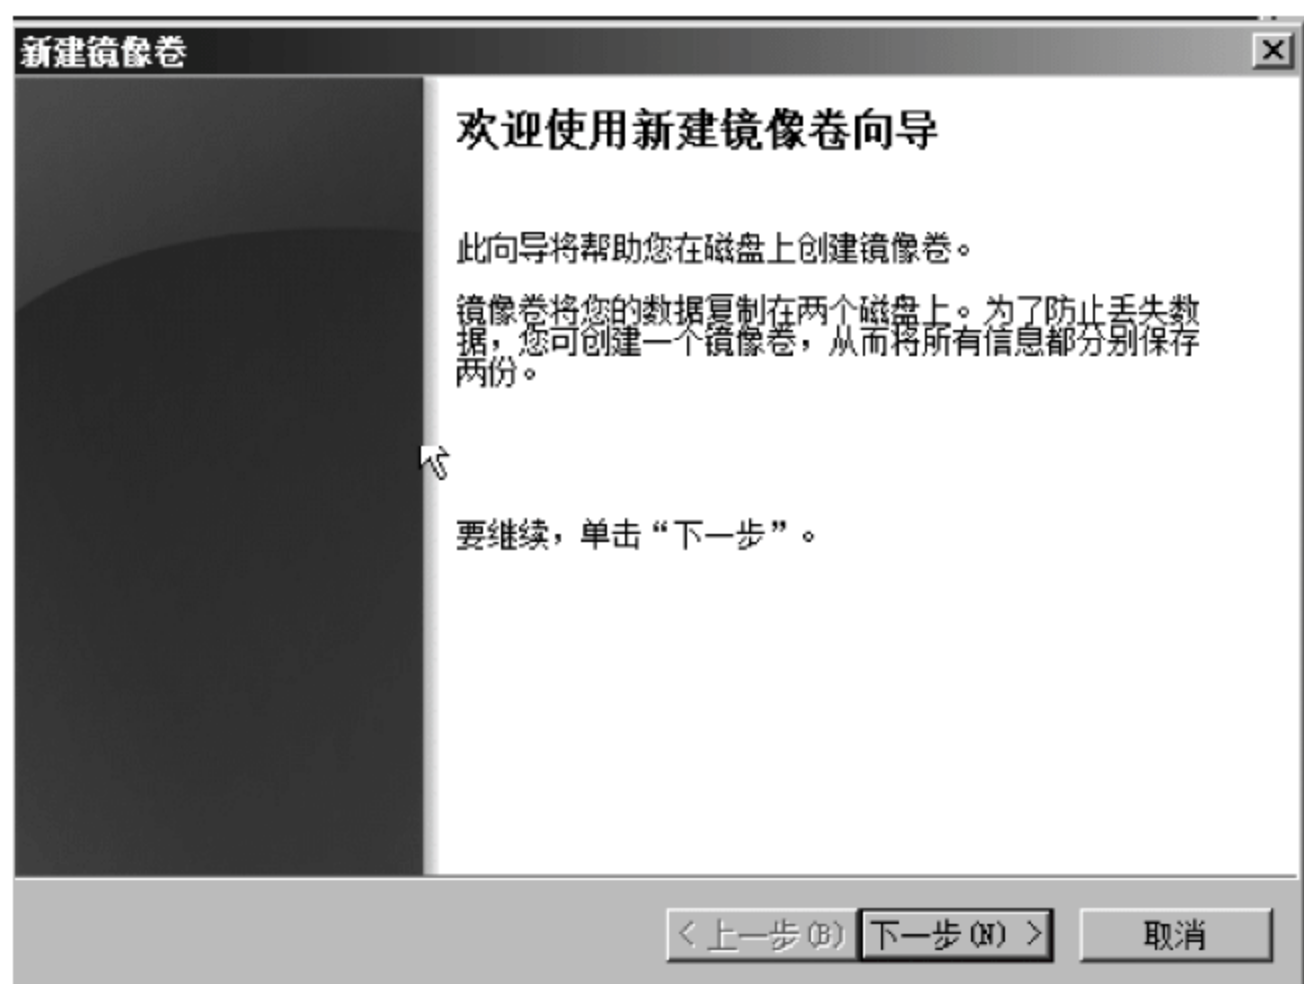 新建镜像卷
欢迎使用新建镜像卷向导
此向导将帮助您在磁盘上创建镜像卷。
镜像卷将您的数据复制在两个磁盘上。为了防止丢失数
据，您可创建一个镜像卷，从而将所有信息都分别保存
两份。
要继续，单击“下一步”。
< 上一步(B) 下一步(N) > 取消